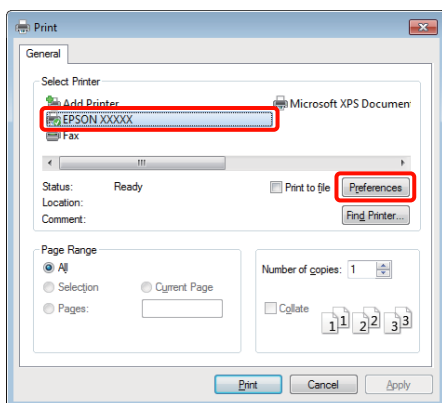 Print
General
Select Printer
Add Printer
Microsoft XPS Documen
EPSON XXXXX
Fax
Status: Ready
Print to file
Preferences
Location:
Comment:
Find Printer...
Page Range
All
Selection
Current Page
Pages:
Number of copies: 1
Collate
1 1 2 2 3 3
Print
Cancel
Apply